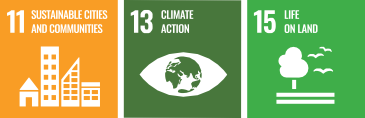 11 SUSTAINABLE CITIES
AND COMMUNITIES
13 CLIMATE
ACTION
15 LIFE
ON LAND